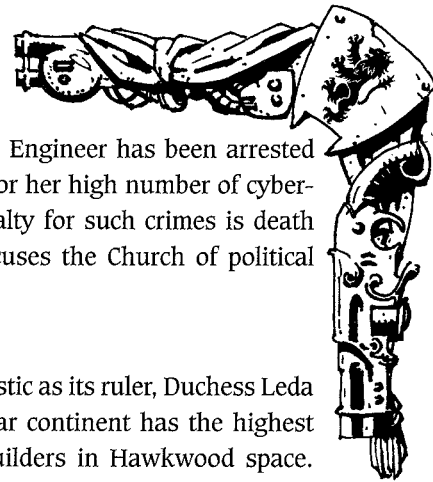 Engineer has been arrested
or her high number of cyber-
alty for such crimes is death
cuses the Church of political
stic as its ruler, Duchess Leda
ar continent has the highest
uilders in Hawkwood space.